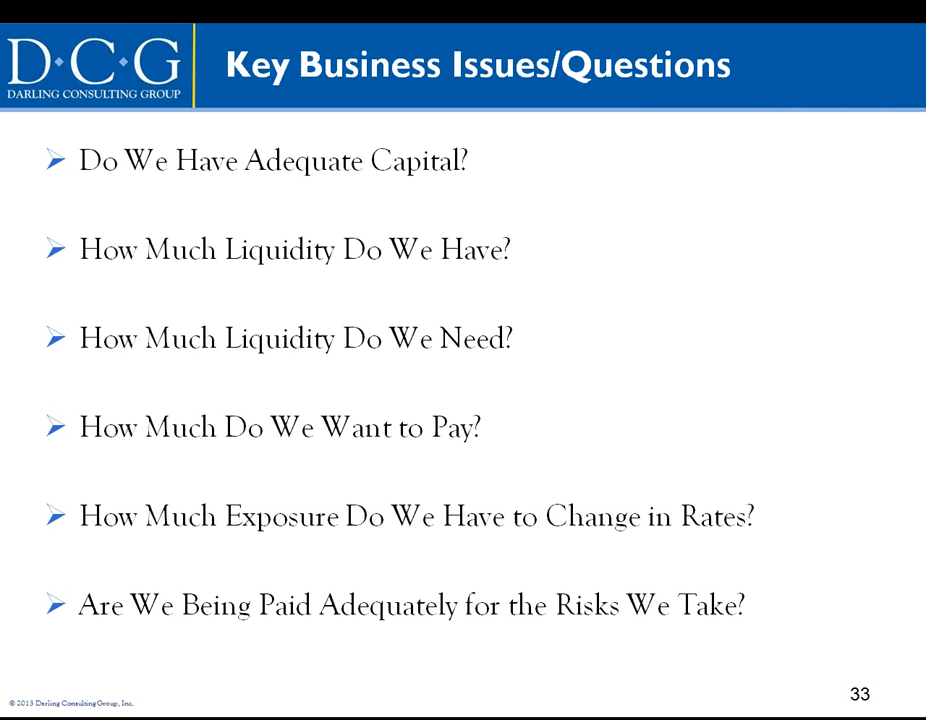 D•C•G
DARLING CONSULTING GROUP
Key Business Issues/Questions
Do We Have Adequate Capital?
How Much Liquidity Do We Have?
How Much Liquidity Do We Need?
How Much Do We Want to Pay?
How Much Exposure Do We Have to Change in Rates?
Are We Being Paid Adequately for the Risks We Take?
33
© 2013 Darling Consulting Group, Inc.